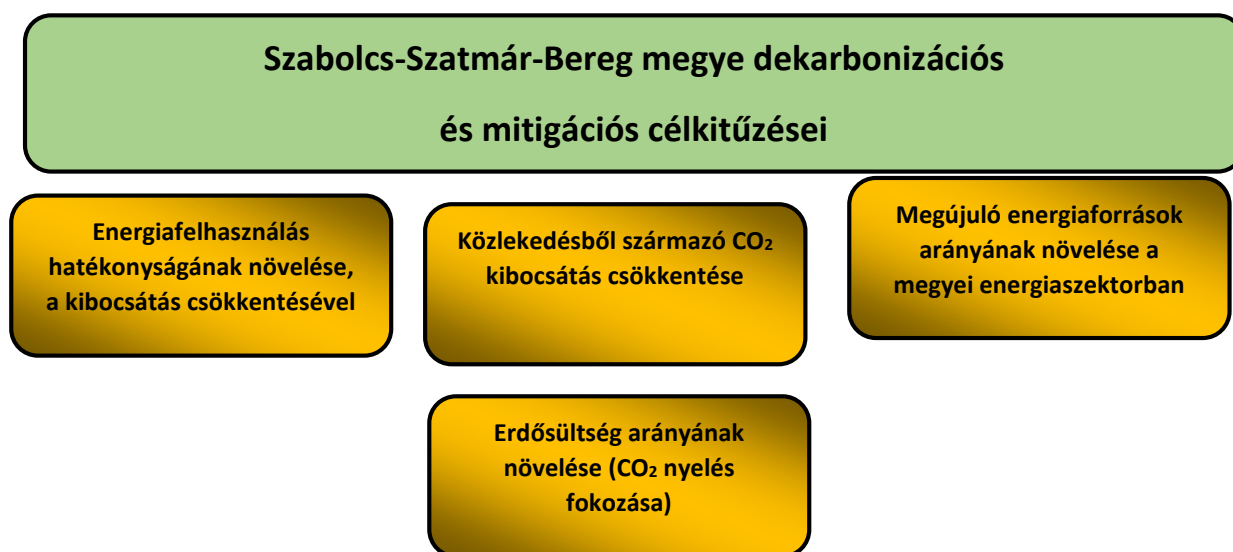 Szabolcs-Szatmár-Bereg megye dekarbonizációs
és mitigációs célkitűzései
Energiafelhasználás
hatékonyságának növelése,
a kibocsátás csökkentésével
Közlekedésből származó CO₂
kibocsátás csökkentése
Megújuló energiaforrások
arányának növelése a
megyei energiaszektorban
Erdősültség arányának
növelése (CO₂ nyelés
fokozása)